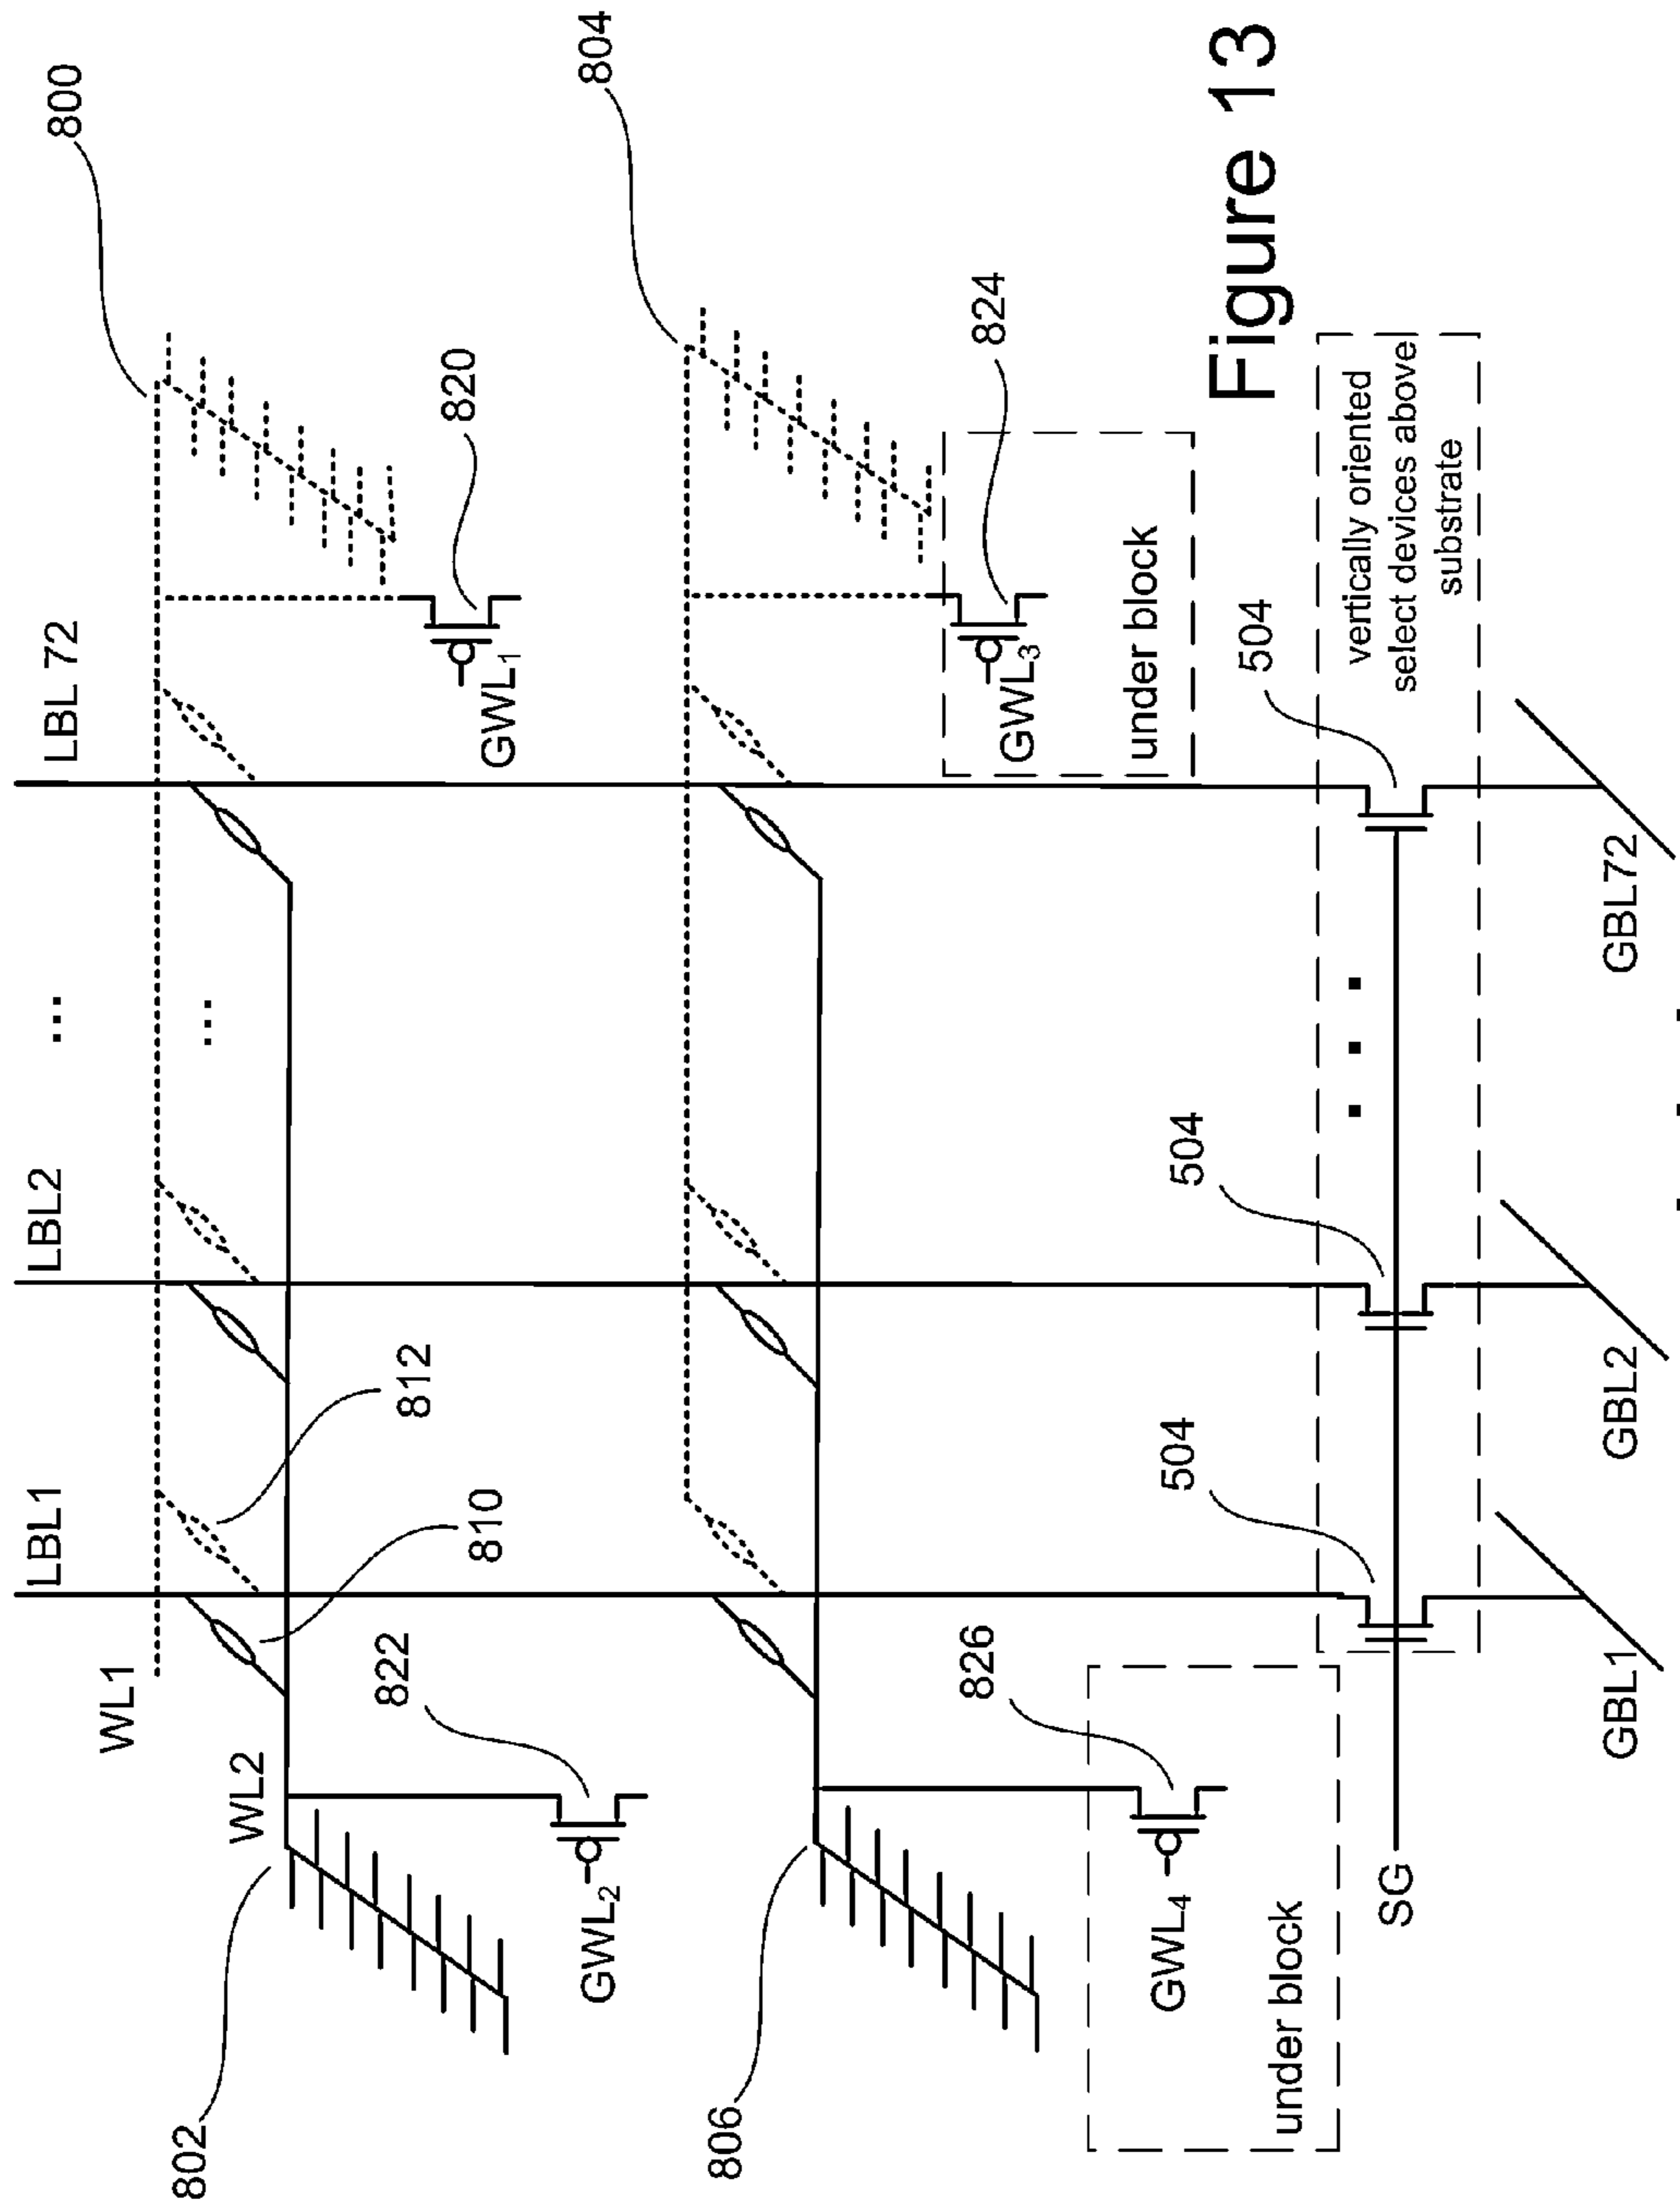 LBL1
LBL2
...
LBL 72
800
WL1
...
WL2
802
812
810
820
822
GWL1
GWL2
804
806
824
826
GWL3
GWL4
under block
under block
504
504
504
vertically oriented
select devices above
substrate
SG
GBL1
GBL2
GBL72
Figure 13